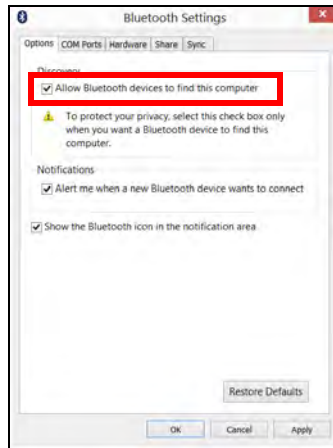 Bluetooth Settings
Options COM Ports Hardware Share Sync
Discovery
Allow Bluetooth devices to find this computer
To protect your privacy, select this check box only
when you want a Bluetooth device to find this
computer.
Notifications
Alert me when a new Bluetooth device wants to connect
Show the Bluetooth icon in the notification area
Restore Defaults
OK Cancel Apply